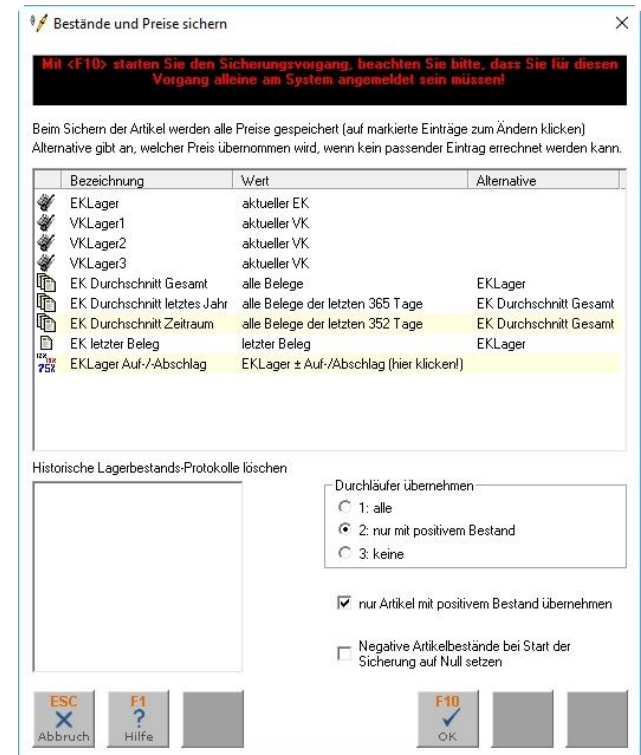 Bestände und Preise sichern
Mit <F10> starten Sie den Sicherungsvorgang, beachten Sie bitte, dass Sie für diesen
Vorgang alleine am System angemeldet sein müssen!
Beim Sichern der Artikel werden alle Preise gespeichert (auf markierte Einträge zum Ändern klicken)
Alternative gibt an, welcher Preis übernommen wird, wenn kein passender Eintrag errechnet werden kann.
Bezeichnung Wert Alternative
EKLager aktueller EK
VKLager1 aktueller VK
VKLager2 aktueller VK
VKLager3 aktueller VK
EK Durchschnitt Gesamt alle Belege EKLager
EK Durchschnitt letztes Jahr alle Belege der letzten 365 Tage EK Durchschnitt Gesamt
EK Durchschnitt Zeitraum alle Belege der letzten 352 Tage EK Durchschnitt Gesamt
EK letzter Beleg letzter Beleg EKLager
EKLager Auf-/-Abschlag EKLager ± Auf-/Abschlag (hier klicken!)
Historische Lagerbestands-Protokolle löschen
Durchläufer übernehmen
1: alle
2: nur mit positivem Bestand
3: keine
nur Artikel mit positivem Bestand übernehmen
Negative Artikelbestände bei Start der
Sicherung auf Null setzen
ESC F1 F10
? 
Abbruch Hilfe OK